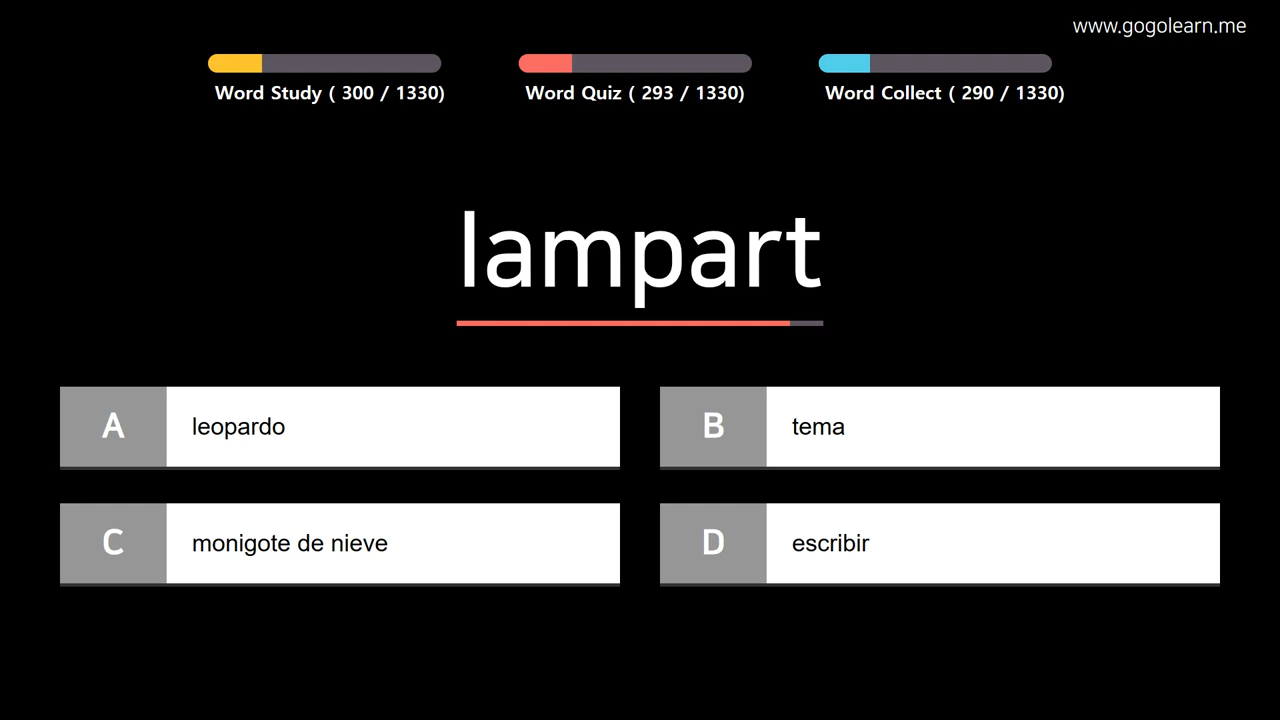 www.gogolearn.me
Word Study ( 300 / 1330)
Word Quiz ( 293 / 1330)
Word Collect ( 290 / 1330)
lampart
A leopardo
B tema
C monigote de nieve
D escribir